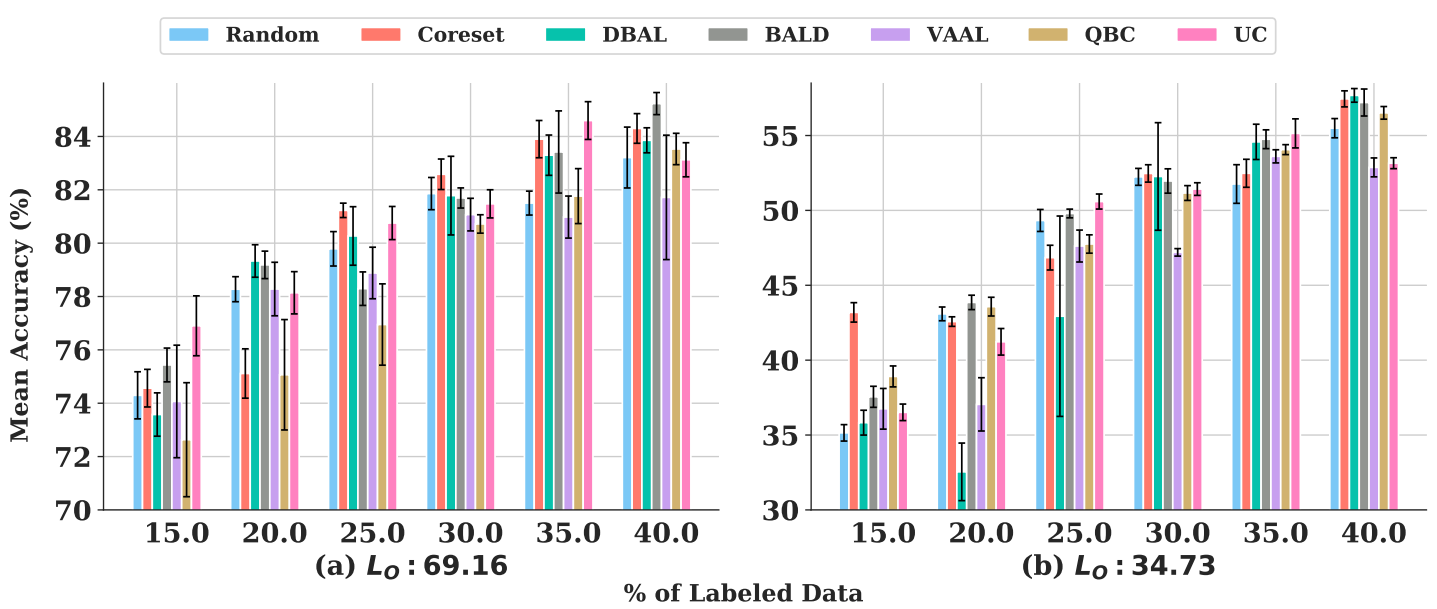 Random Coreset DBAL BALD VAAL QBC UC
Mean Accuracy (%)
84
82
80
78
76
74
72
70
15.0 20.0 25.0 30.0 35.0 40.0
(a) L_O : 69.16
55
50
45
40
35
30
15.0 20.0 25.0 30.0 35.0 40.0
(b) L_O : 34.73
% of Labeled Data